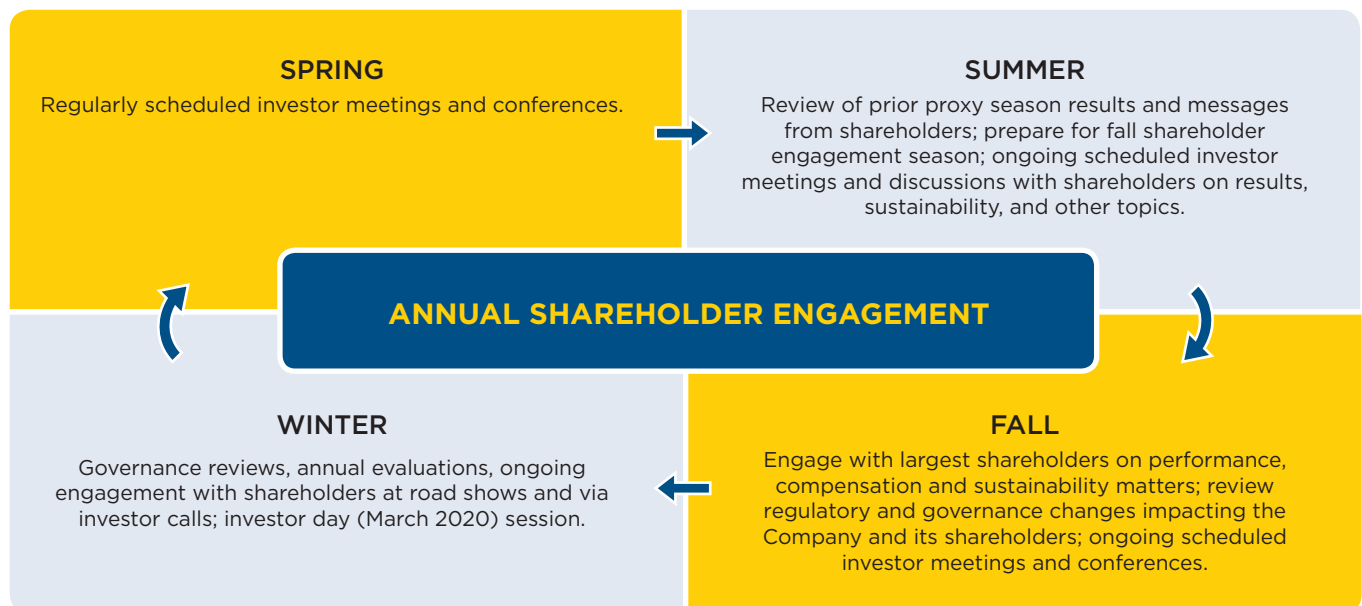 SPRING
Regularly scheduled investor meetings and conferences.
SUMMER
Review of prior proxy season results and messages
from shareholders; prepare for fall shareholder
engagement season; ongoing scheduled investor
meetings and discussions with shareholders on results,
sustainability, and other topics.
ANNUAL SHAREHOLDER ENGAGEMENT
WINTER
Governance reviews, annual evaluations, ongoing
engagement with shareholders at road shows and via
investor calls; investor day (March 2020) session.
FALL
Engage with largest shareholders on performance,
compensation and sustainability matters; review
regulatory and governance changes impacting the
Company and its shareholders; ongoing scheduled
investor meetings and conferences.